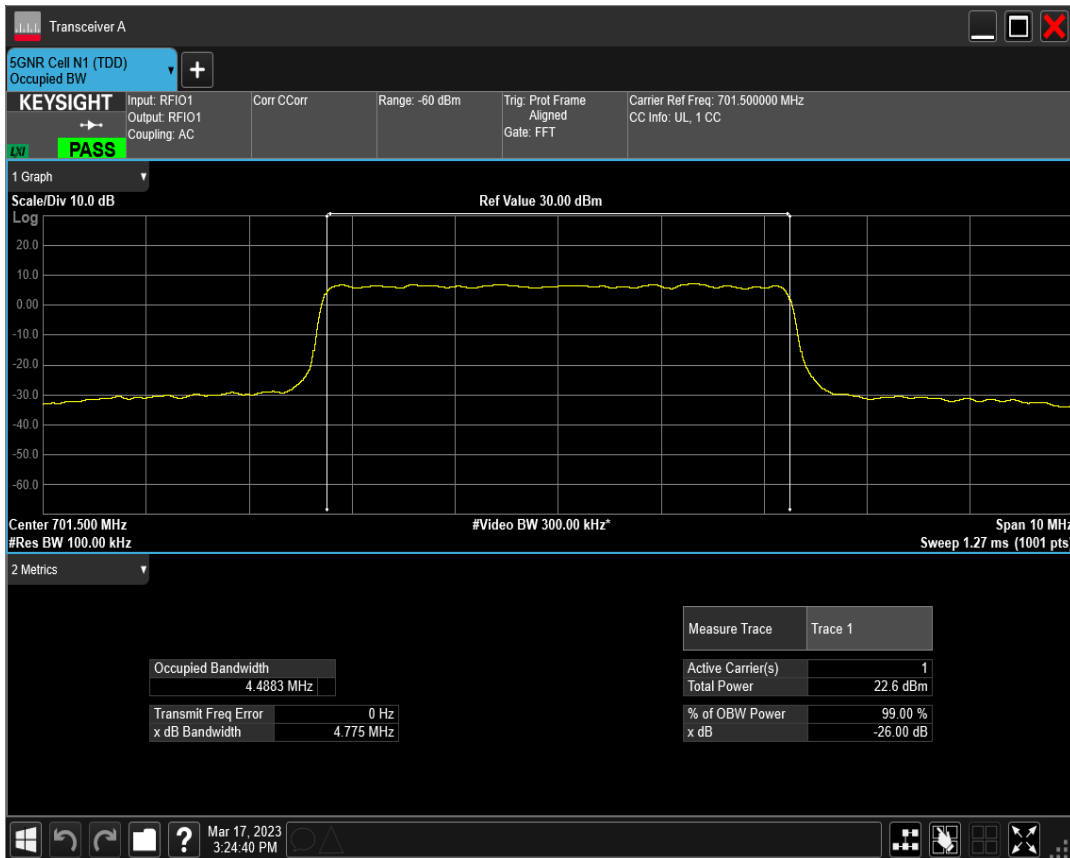 Transceiver A
5GNR Cell N1 (TDD)
Occupied BW
+
KEYSIGHT
LXI
PASS
Input: RFIO1
Output: RFIO1
Coupling: AC
Corr CCorr
Range: -60 dBm
Trig: Prot Frame
Aligned
Gate: FFT
Carrier Ref Freq: 701.500000 MHz
CC Info: UL, 1 CC
1 Graph
Scale/Div 10.0 dB
Ref Value 30.00 dBm
Log
20.0
10.0
0.00
-10.0
-20.0
-30.0
-40.0
-50.0
-60.0
Center 701.500 MHz
#Video BW 300.00 kHz*
Span 10 MHz
#Res BW 100.00 kHz
Sweep 1.27 ms (1001 pts)
2 Metrics
Measure Trace Trace 1
Occupied Bandwidth
4.4883 MHz
Active Carrier(s) 1
Total Power 22.6 dBm
Transmit Freq Error 0 Hz
x dB Bandwidth 4.775 MHz
% of OBW Power 99.00 %
x dB -26.00 dB
?
Mar 17, 2023
3:24:40 PM